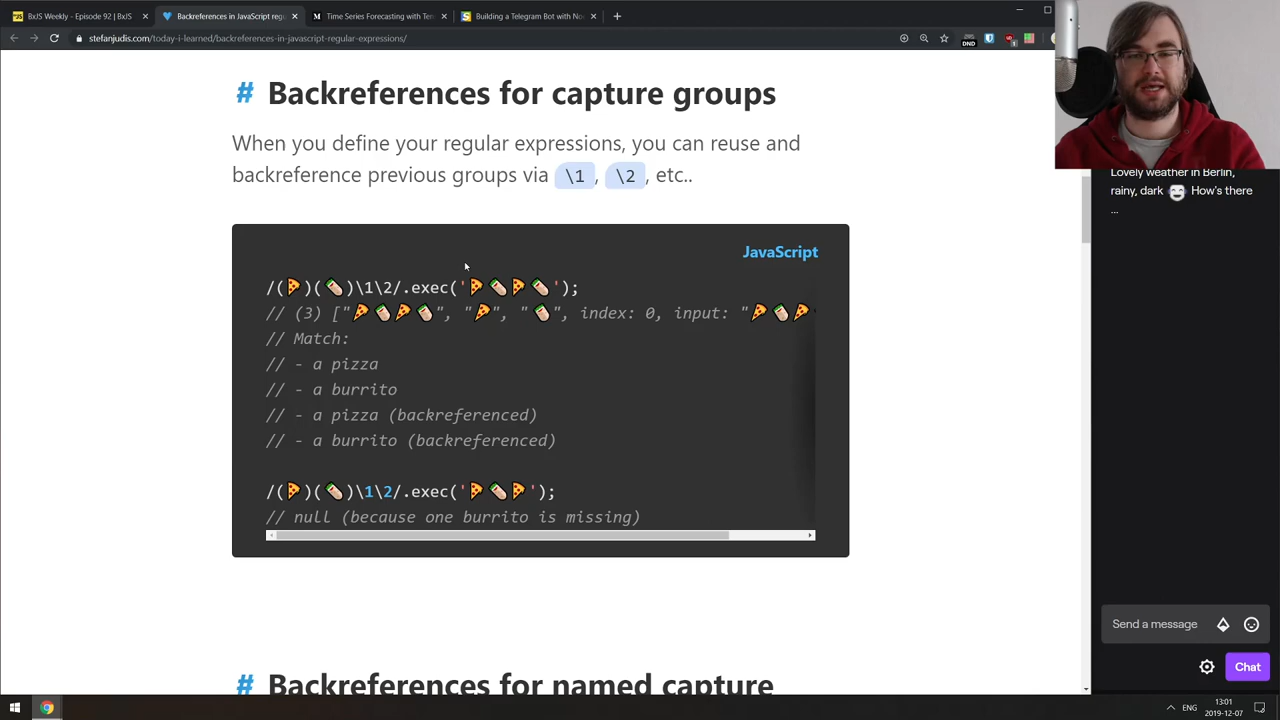 BxJS Weekly - Episode 92 | BxJS
Backreferences in JavaScript regu
Time Series Forecasting with Ten
Building a Telegram Bot with No
stefanjudis.com/today-i-learned/backreferences-in-javascript-regular-expressions/
# Backreferences for capture groups
When you define your regular expressions, you can reuse and
backreference previous groups via \1, \2, etc..
JavaScript
/(🍕)(🌯)\1\2/.exec('🍕🌯🍕🌯');
// (3) ["🍕🌯🍕🌯", "🍕", "🌯", index: 0, input: "🍕🌯🍕
// Match:
// - a pizza
// - a burrito
// - a pizza (backreferenced)
// - a burrito (backreferenced)
/(🍕)(🌯)\1\2/.exec('🍕🌯🍕');
// null (because one burrito is missing)
# Backreferences for named capture
Lovely weather in Berlin,
rainy, dark How's there
...
Send a message
Chat
ENG
13:01
2019-12-07